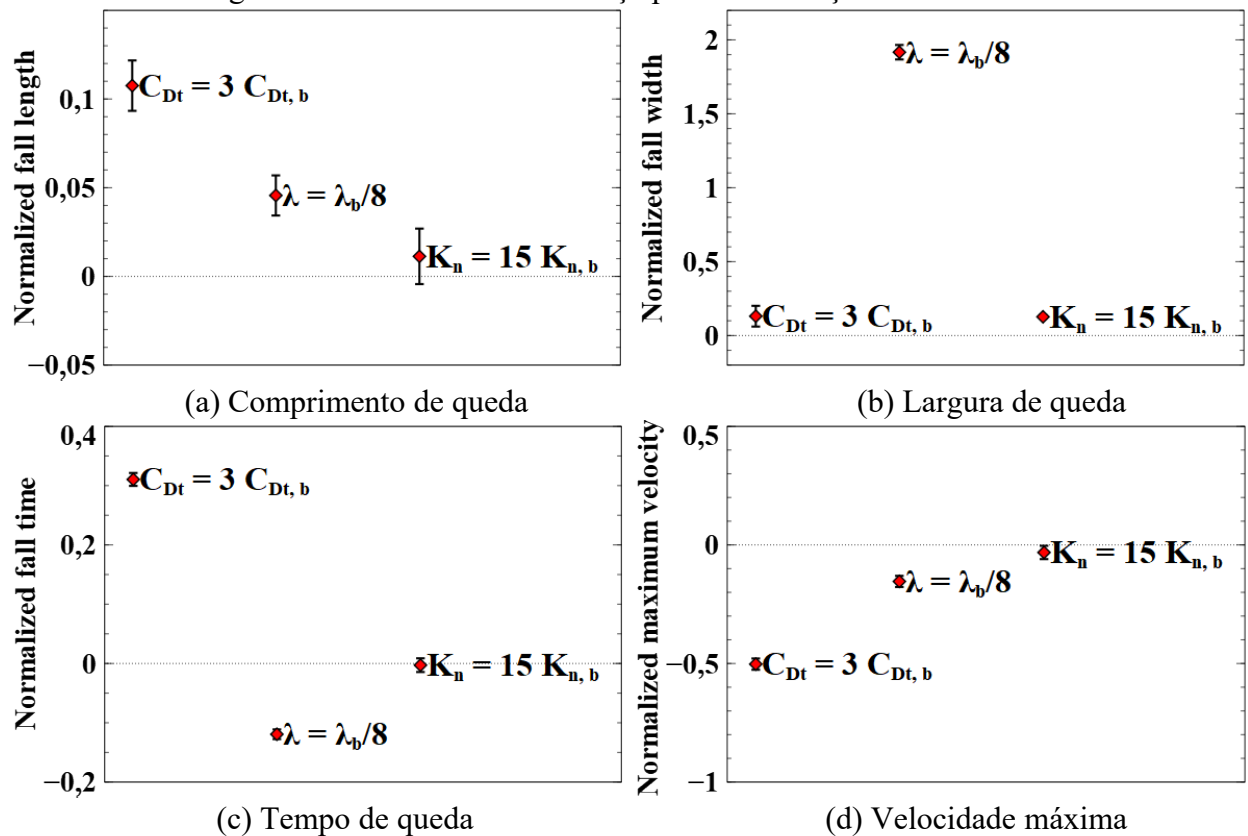 Normalized fall length
0,1
0,05
0
−0,05
C_Dt = 3 C_Dt, b
λ = λ_b/8
K_n = 15 K_n, b
(a) Comprimento de queda
Normalized fall width
2
1,5
1
0,5
0
λ = λ_b/8
C_Dt = 3 C_Dt, b
K_n = 15 K_n, b
(b) Largura de queda
Normalized fall time
0,4
0,2
0
−0,2
C_Dt = 3 C_Dt, b
K_n = 15 K_n, b
λ = λ_b/8
(c) Tempo de queda
Normalized maximum velocity
0,5
0
−0,5
−1
K_n = 15 K_n, b
λ = λ_b/8
C_Dt = 3 C_Dt, b
(d) Velocidade máxima